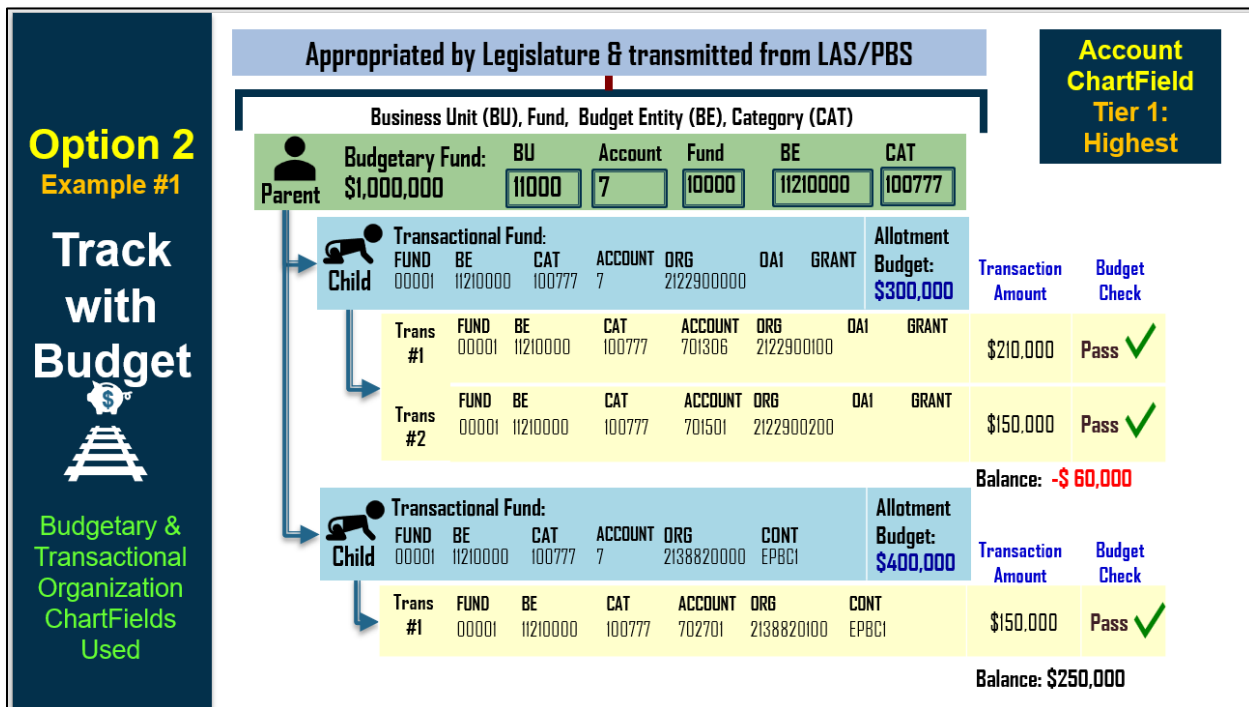 Option 2
Example #1
Track
with
Budget
$
Budgetary &
Transactional
Organization
ChartFields
Used
Appropriated by Legislature & transmitted from LAS/PBS
Account
ChartField
Tier 1:
Highest
Business Unit (BU), Fund, Budget Entity (BE), Category (CAT)
Parent
Budgetary Fund:
$1,000,000
BU Account Fund BE CAT
11000 7 10000 11210000 100777
Child
Transactional Fund:
FUND BE CAT ACCOUNT ORG OA1 GRANT
00001 11210000 100777 7 2122900000
Allotment
Budget:
$300,000
Transaction
Amount
Budget
Check
Trans
#1
FUND BE CAT ACCOUNT ORG OA1 GRANT
00001 11210000 100777 701306 2122900100
$210,000 Pass
Trans
#2
FUND BE CAT ACCOUNT ORG OA1 GRANT
00001 11210000 100777 701501 2122900200
$150,000 Pass
Balance: -$ 60,000
Child
Transactional Fund:
FUND BE CAT ACCOUNT ORG CONT
00001 11210000 100777 7 2138820000 EPBC1
Allotment
Budget:
$400,000
Transaction
Amount
Budget
Check
Trans
#1
FUND BE CAT ACCOUNT ORG CONT
00001 11210000 100777 702701 2138820100 EPBC1
$150,000 Pass
Balance: $250,000